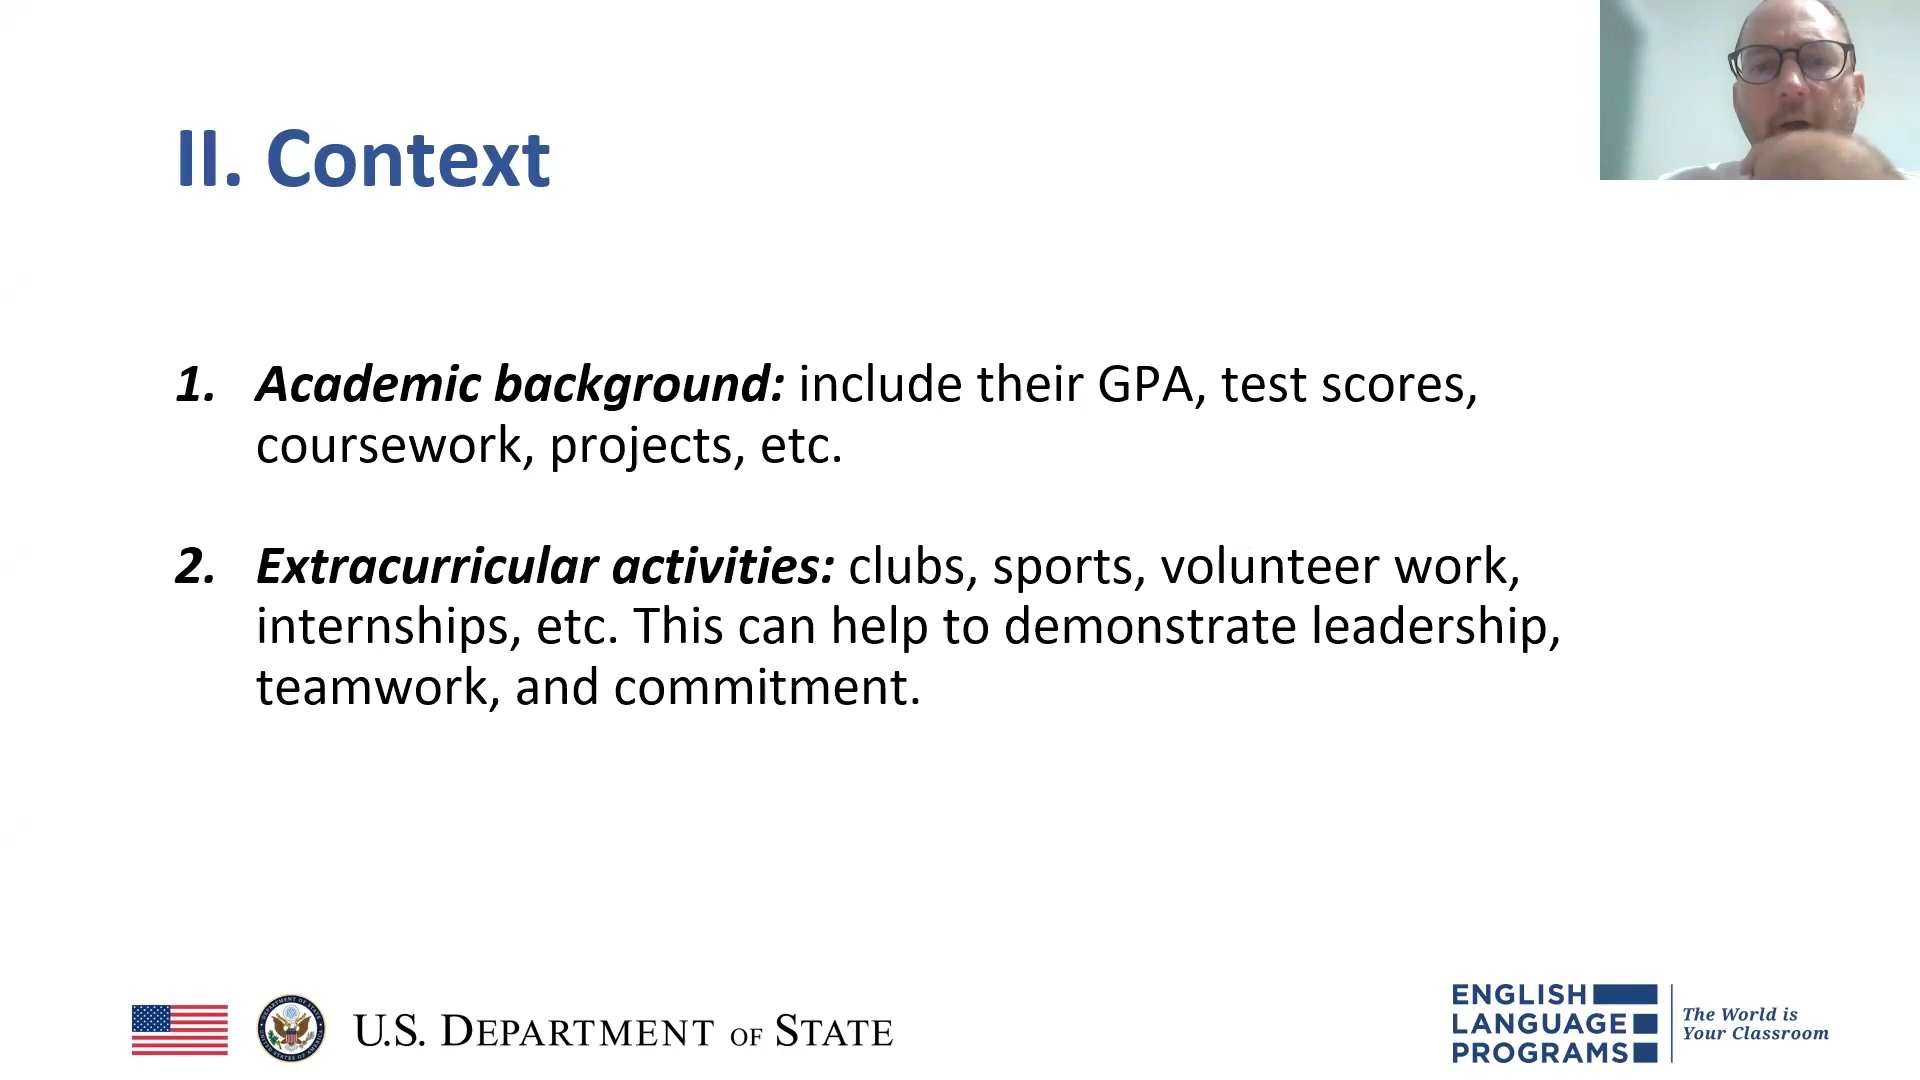 II. Context
1. Academic background: include their GPA, test scores,
coursework, projects, etc.
2. Extracurricular activities: clubs, sports, volunteer work,
internships, etc. This can help to demonstrate leadership,
teamwork, and commitment.
U.S. DEPARTMENT OF STATE
ENGLISH
LANGUAGE
PROGRAMS
The World is
Your Classroom